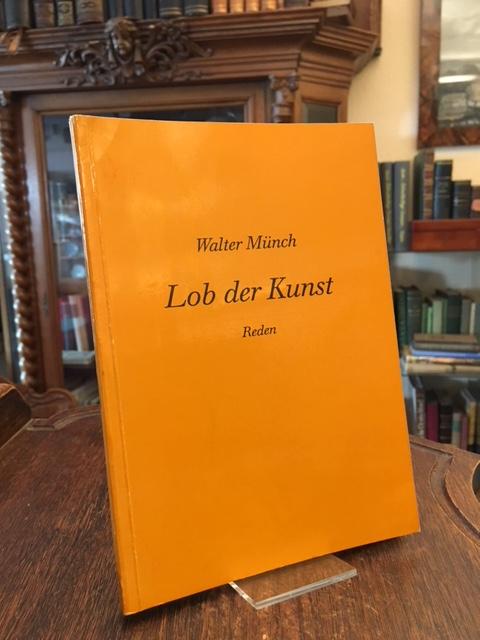 Walter Münch
Lob der Kunst
Reden